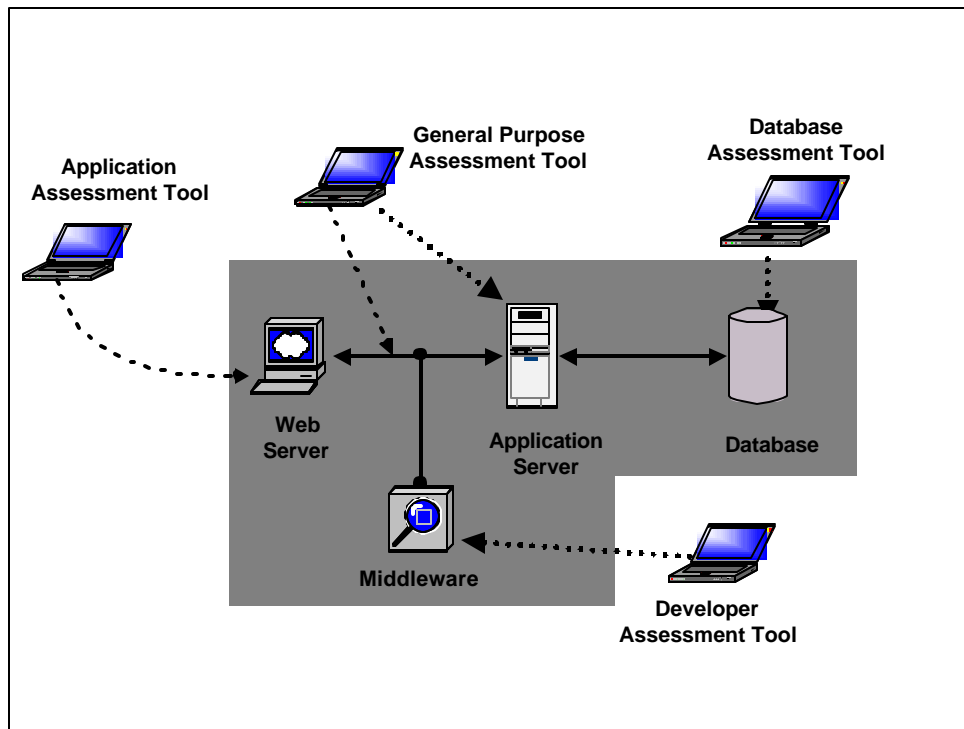 General Purpose
Assessment Tool
Database
Assessment Tool
Application
Assessment Tool
Web
Server
Application
Server
Database
Middleware
Developer
Assessment Tool